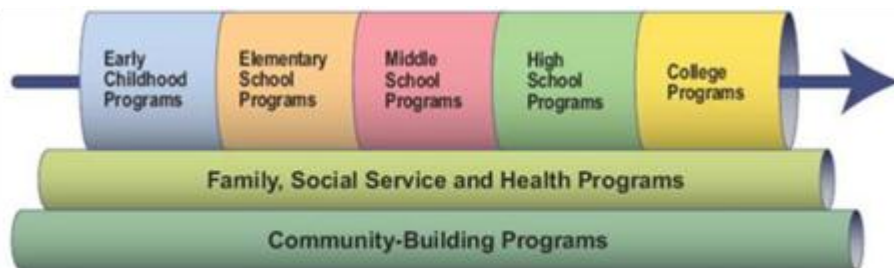 Early
Childhood
Programs
Elementary
School
Programs
Middle
School
Programs
High
School
Programs
College
Programs
Family, Social Service and Health Programs
Community-Building Programs